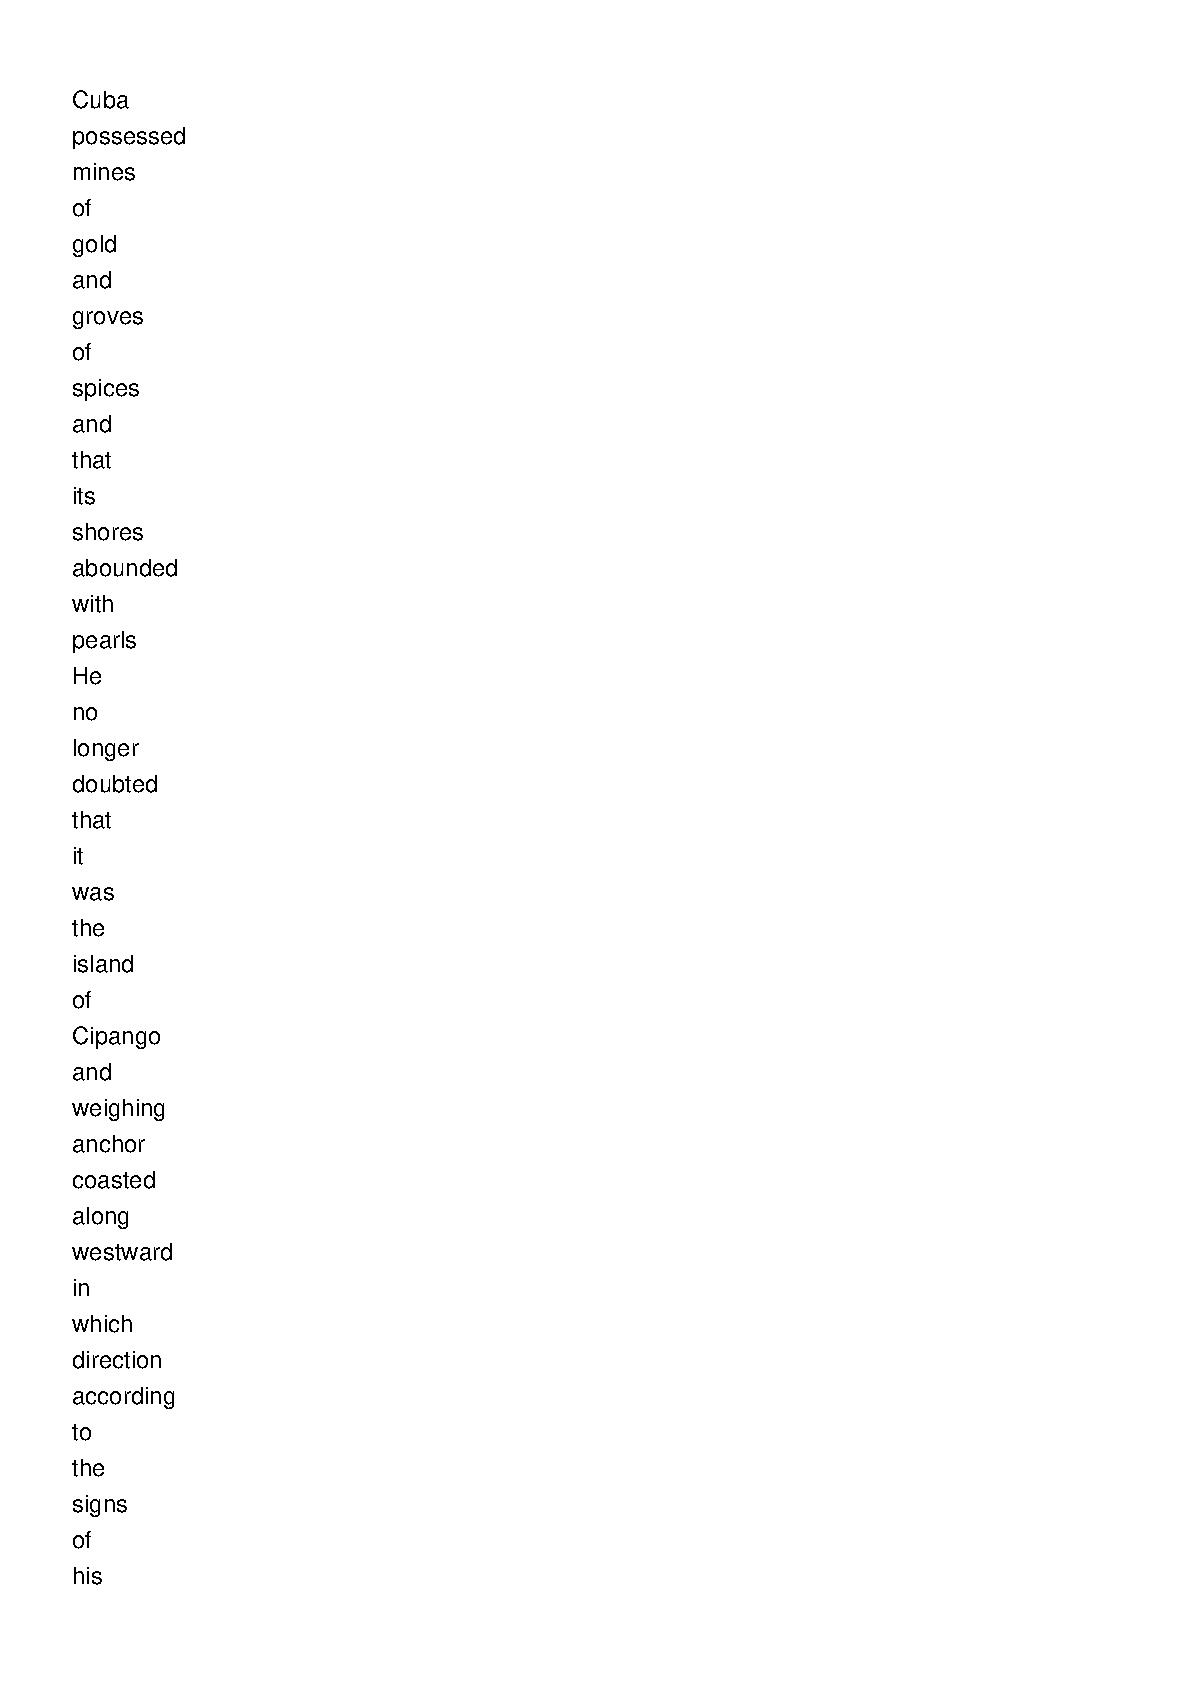 Cuba
possessed
mines
of
gold
and
groves
of
spices
and
that
its
shores
abounded
with
pearls
He
no
longer
doubted
that
it
was
the
island
of
Cipango
and
weighing
anchor
coasted
along
westward
in
which
direction
according
to
the
signs
of
his